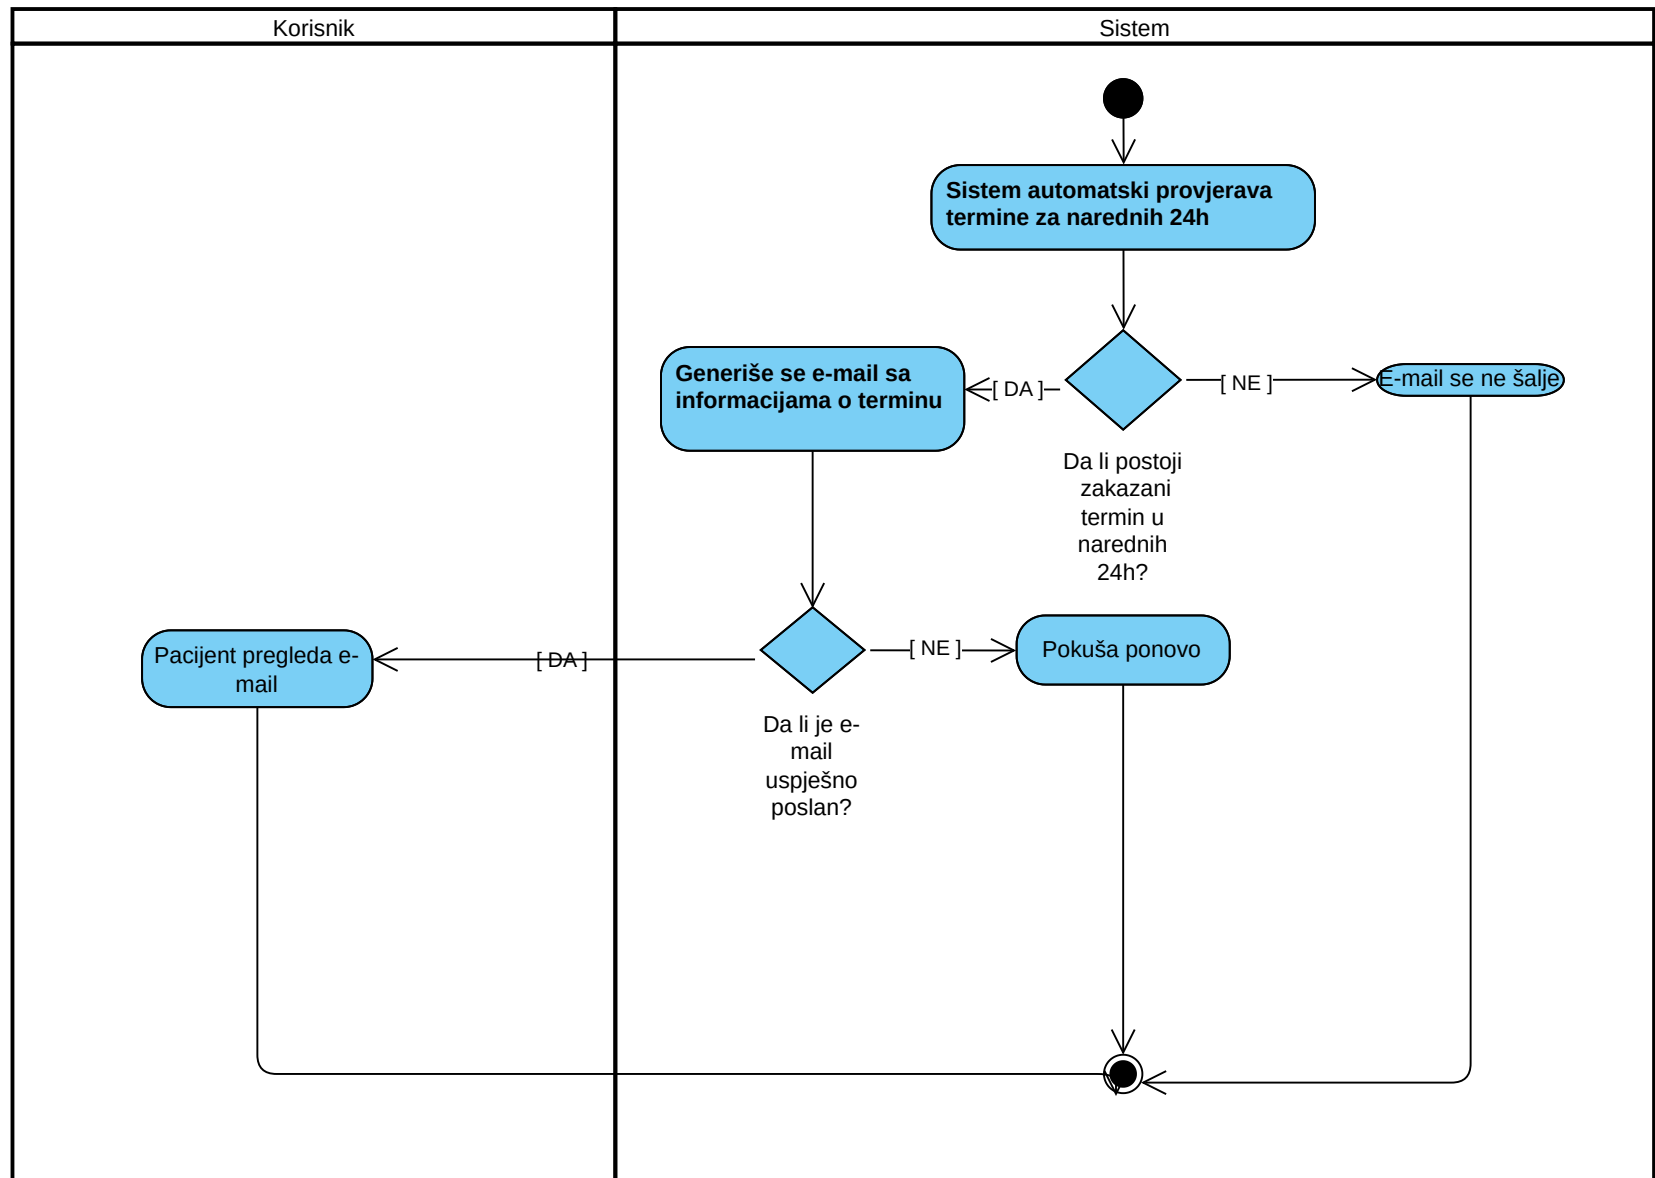 Korisnik
Sistem
Sistem automatski provjerava
termine za narednih 24h
Generiše se e-mail sa
informacijama o terminu
[ DA ]
[ NE ]
E-mail se ne šalje
Da li postoji
zakazani
termin u
narednih
24h?
Pacijent pregleda e-
mail
[ DA ]
[ NE ]
Pokuša ponovo
Da li je e-
mail
uspješno
poslan?